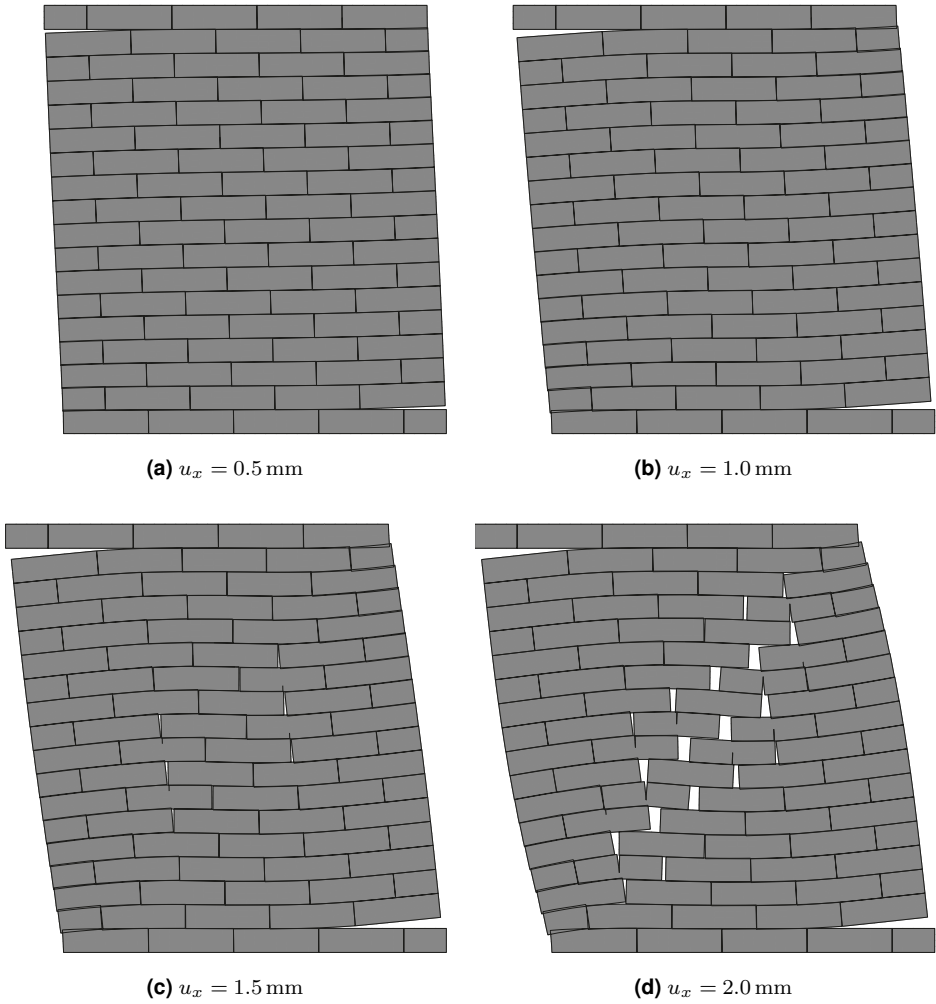 (a) u_x = 0.5 mm
(b) u_x = 1.0 mm
(c) u_x = 1.5 mm
(d) u_x = 2.0 mm